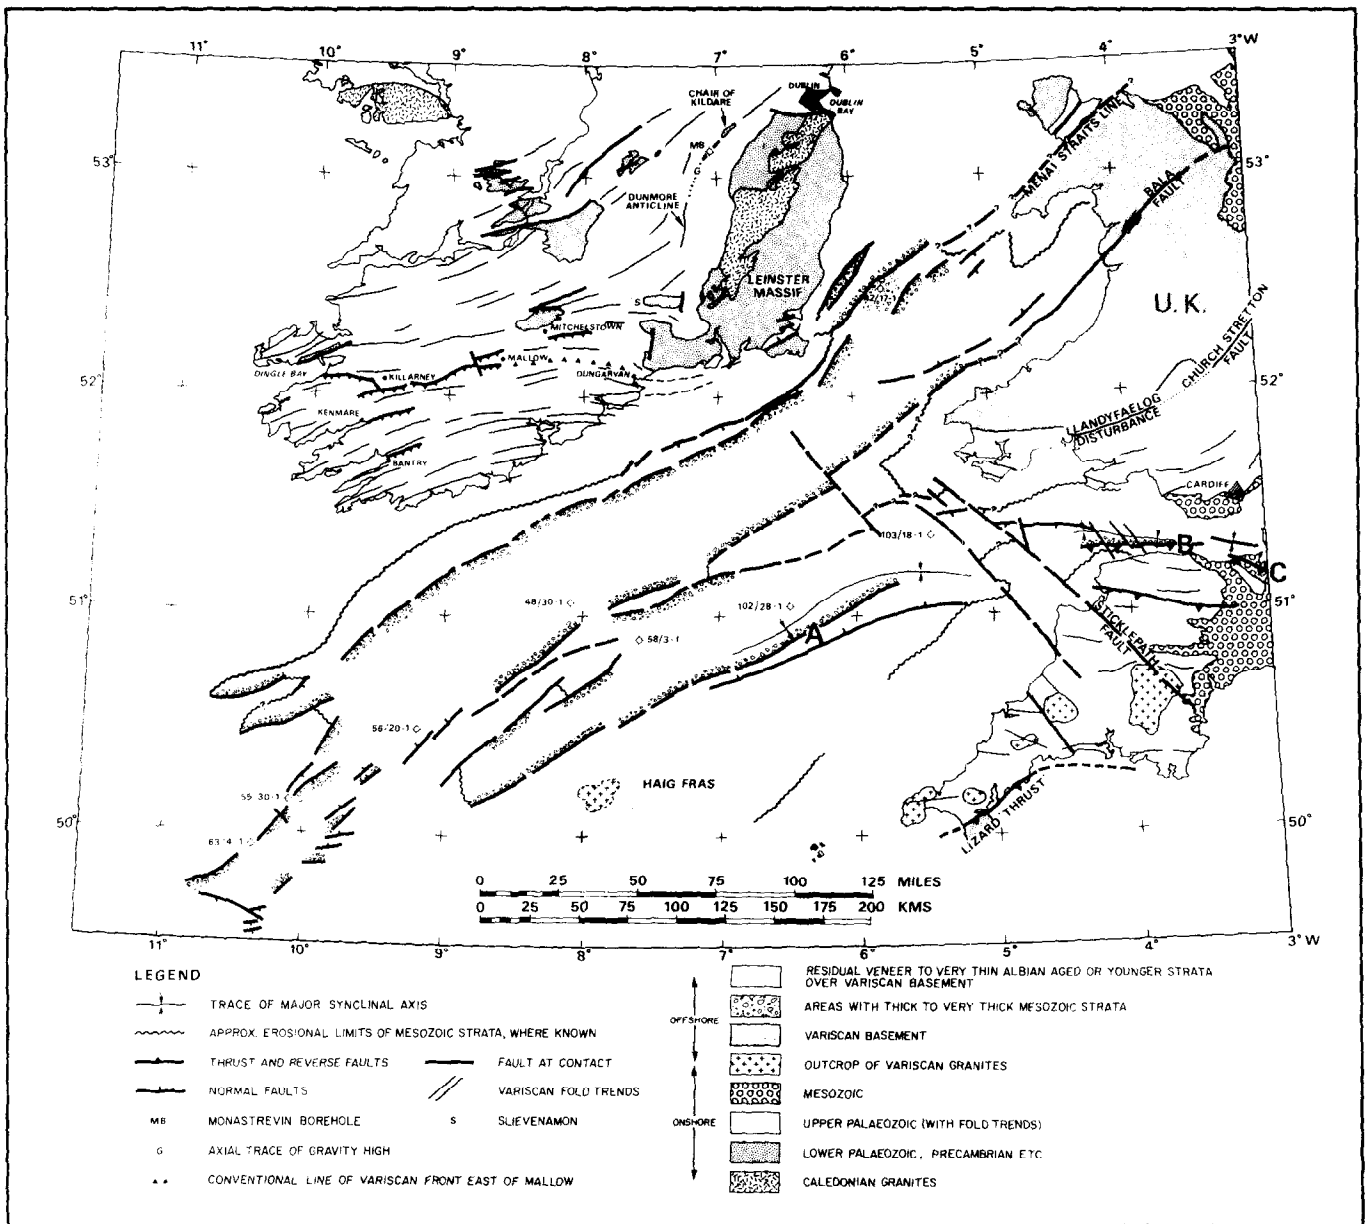 11° 10° 9° 8° 7° 6° 5° 4° 3°W
CHAIR OF
KILDARE
DUBLIN
DUBLIN
BAY
MB
G
53°
53°
DUNMORE
ANTICLINE
MENAI STRAITS LINE
BALA
FAULT
LEINSTER
MASSIF
U.K.
S
MITCHELSTOWN
CHURCH STRETTON
FAULT
DINGLE BAY
KILLARNEY
MALLOW
DUNGARVAN
52°
52°
KENMARE
BANTRY
LLANDYFAELOG
DISTURBANCE
CARDIFF
103/18-1
B
C
51°
51°
48/30-1
102/28-1
58/3-1
A
STICKLEPATH
FAULT
56/20-1
HAIG FRAS
LIZARD THRUST
50°
50°
0 25 50 75 100 125 MILES
0 25 50 75 100 125 150 175 200 KMS
11° 10° 9° 8° 7° 6° 5° 4° 3°W
LEGEND
TRACE OF MAJOR SYNCLINAL AXIS
APPROX. EROSIONAL LIMITS OF MESOZOIC STRATA, WHERE KNOWN
THRUST AND REVERSE FAULTS
FAULT AT CONTACT
NORMAL FAULTS
VARISCAN FOLD TRENDS
MB MONASTREVIN BOREHOLE
S SLIEVENAMON
G AXIAL TRACE OF GRAVITY HIGH
CONVENTIONAL LINE OF VARISCAN FRONT EAST OF MALLOW
OFFSHORE
ONSHORE
RESIDUAL VENEER TO VERY THIN ALBIAN AGED OR YOUNGER STRATA
OVER VARISCAN BASEMENT
AREAS WITH THICK TO VERY THICK MESOZOIC STRATA
VARISCAN BASEMENT
OUTCROP OF VARISCAN GRANITES
MESOZOIC
UPPER PALAEOZOIC (WITH FOLD TRENDS)
LOWER PALAEOZOIC, PRECAMBRIAN ETC
CALEDONIAN GRANITES